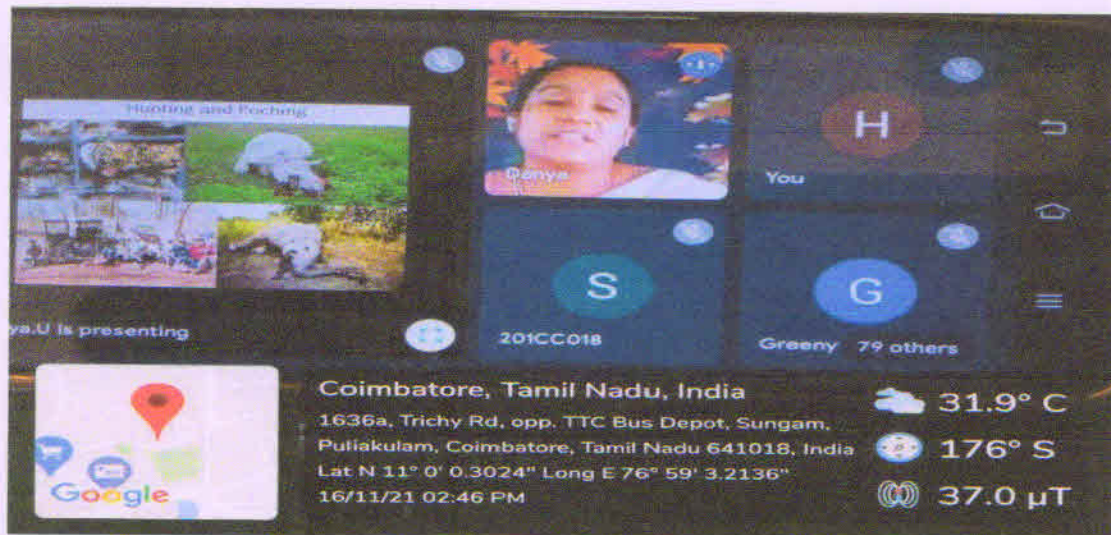 Hunting and Poching
Danya
H
You
S
201CC018
G
Greeny 79 others
ya.U is presenting
Coimbatore, Tamil Nadu, India
1636a, Trichy Rd, opp. TTC Bus Depot, Sungam,
Puliakulam, Coimbatore, Tamil Nadu 641018, India
Lat N 11° 0' 0.3024" Long E 76° 59' 3.2136"
16/11/21 02:46 PM
31.9° C
176° S
37.0 µT
Google